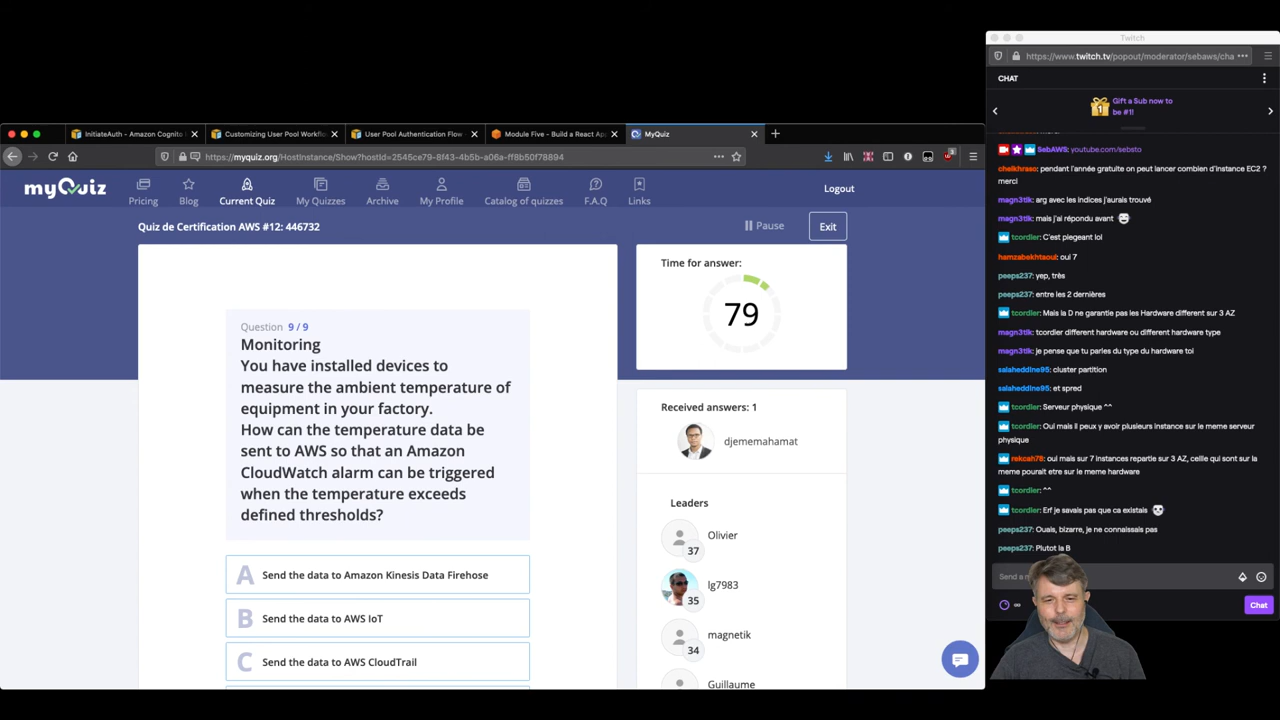 Twitch
https://www.twitch.tv/popout/moderator/sebaws/cha
CHAT
Gift a Sub now to
be #1!
InitiateAuth - Amazon Cognito
Customizing User Pool Workflo
User Pool Authentication Flow
Module Five - Build a React Ap
MyQuiz
https://myquiz.org/HostInstance/Show?hostId=2545ce79-8f43-4b5b-a06a-ff8b50f78894
myQuiz
Pricing
Blog
Current Quiz
My Quizzes
Archive
My Profile
Catalog of quizzes
F.A.Q
Links
Logout
Quiz de Certification AWS #12: 446732
Pause
Exit
Question 9 / 9
Monitoring
You have installed devices to
measure the ambient temperature of
equipment in your factory.
How can the temperature data be
sent to AWS so that an Amazon
CloudWatch alarm can be triggered
when the temperature exceeds
defined thresholds?
A Send the data to Amazon Kinesis Data Firehose
B Send the data to AWS IoT
C Send the data to AWS CloudTrail
Time for answer:
79
Received answers: 1
djememahamat
Leaders
Olivier
37
lg7983
35
magnetik
34
Guillaume
SebAWS: youtube.com/sebsto
cheikhraso: pendant l'année gratuite on peut lancer combien d'instance EC2 ?
merci
magn3t1k: arg avec les indices j'aurais trouvé
magn3t1k: mais j'ai répondu avant
tcordier: C'est piegeant lol
hamzabekhtaoui: oui 7
peeps237: yep, très
peeps237: entre les 2 dernières
tcordier: Mais la D ne garantie pas les Hardware different sur 3 AZ
magn3t1k: tcordier different hardware ou different hardware type
magn3t1k: je pense que tu parles du type du hardware toi
salaheddine95: cluster partition
salaheddine95: et spred
tcordier: Serveur physique ^^
tcordier: Oui mais il peux y avoir plusieurs instance sur le meme serveur
physique
rekcah78: oui mais sur 7 instances repartie sur 3 AZ, ceille qui sont sur la
meme pourait etre sur le meme hardware
tcordier: ^^
tcordier: Erf je savais pas que ca existais
peeps237: Ouais, bizarre, je ne connaissais pas
peeps237: Plutot la B
Send a
Chat